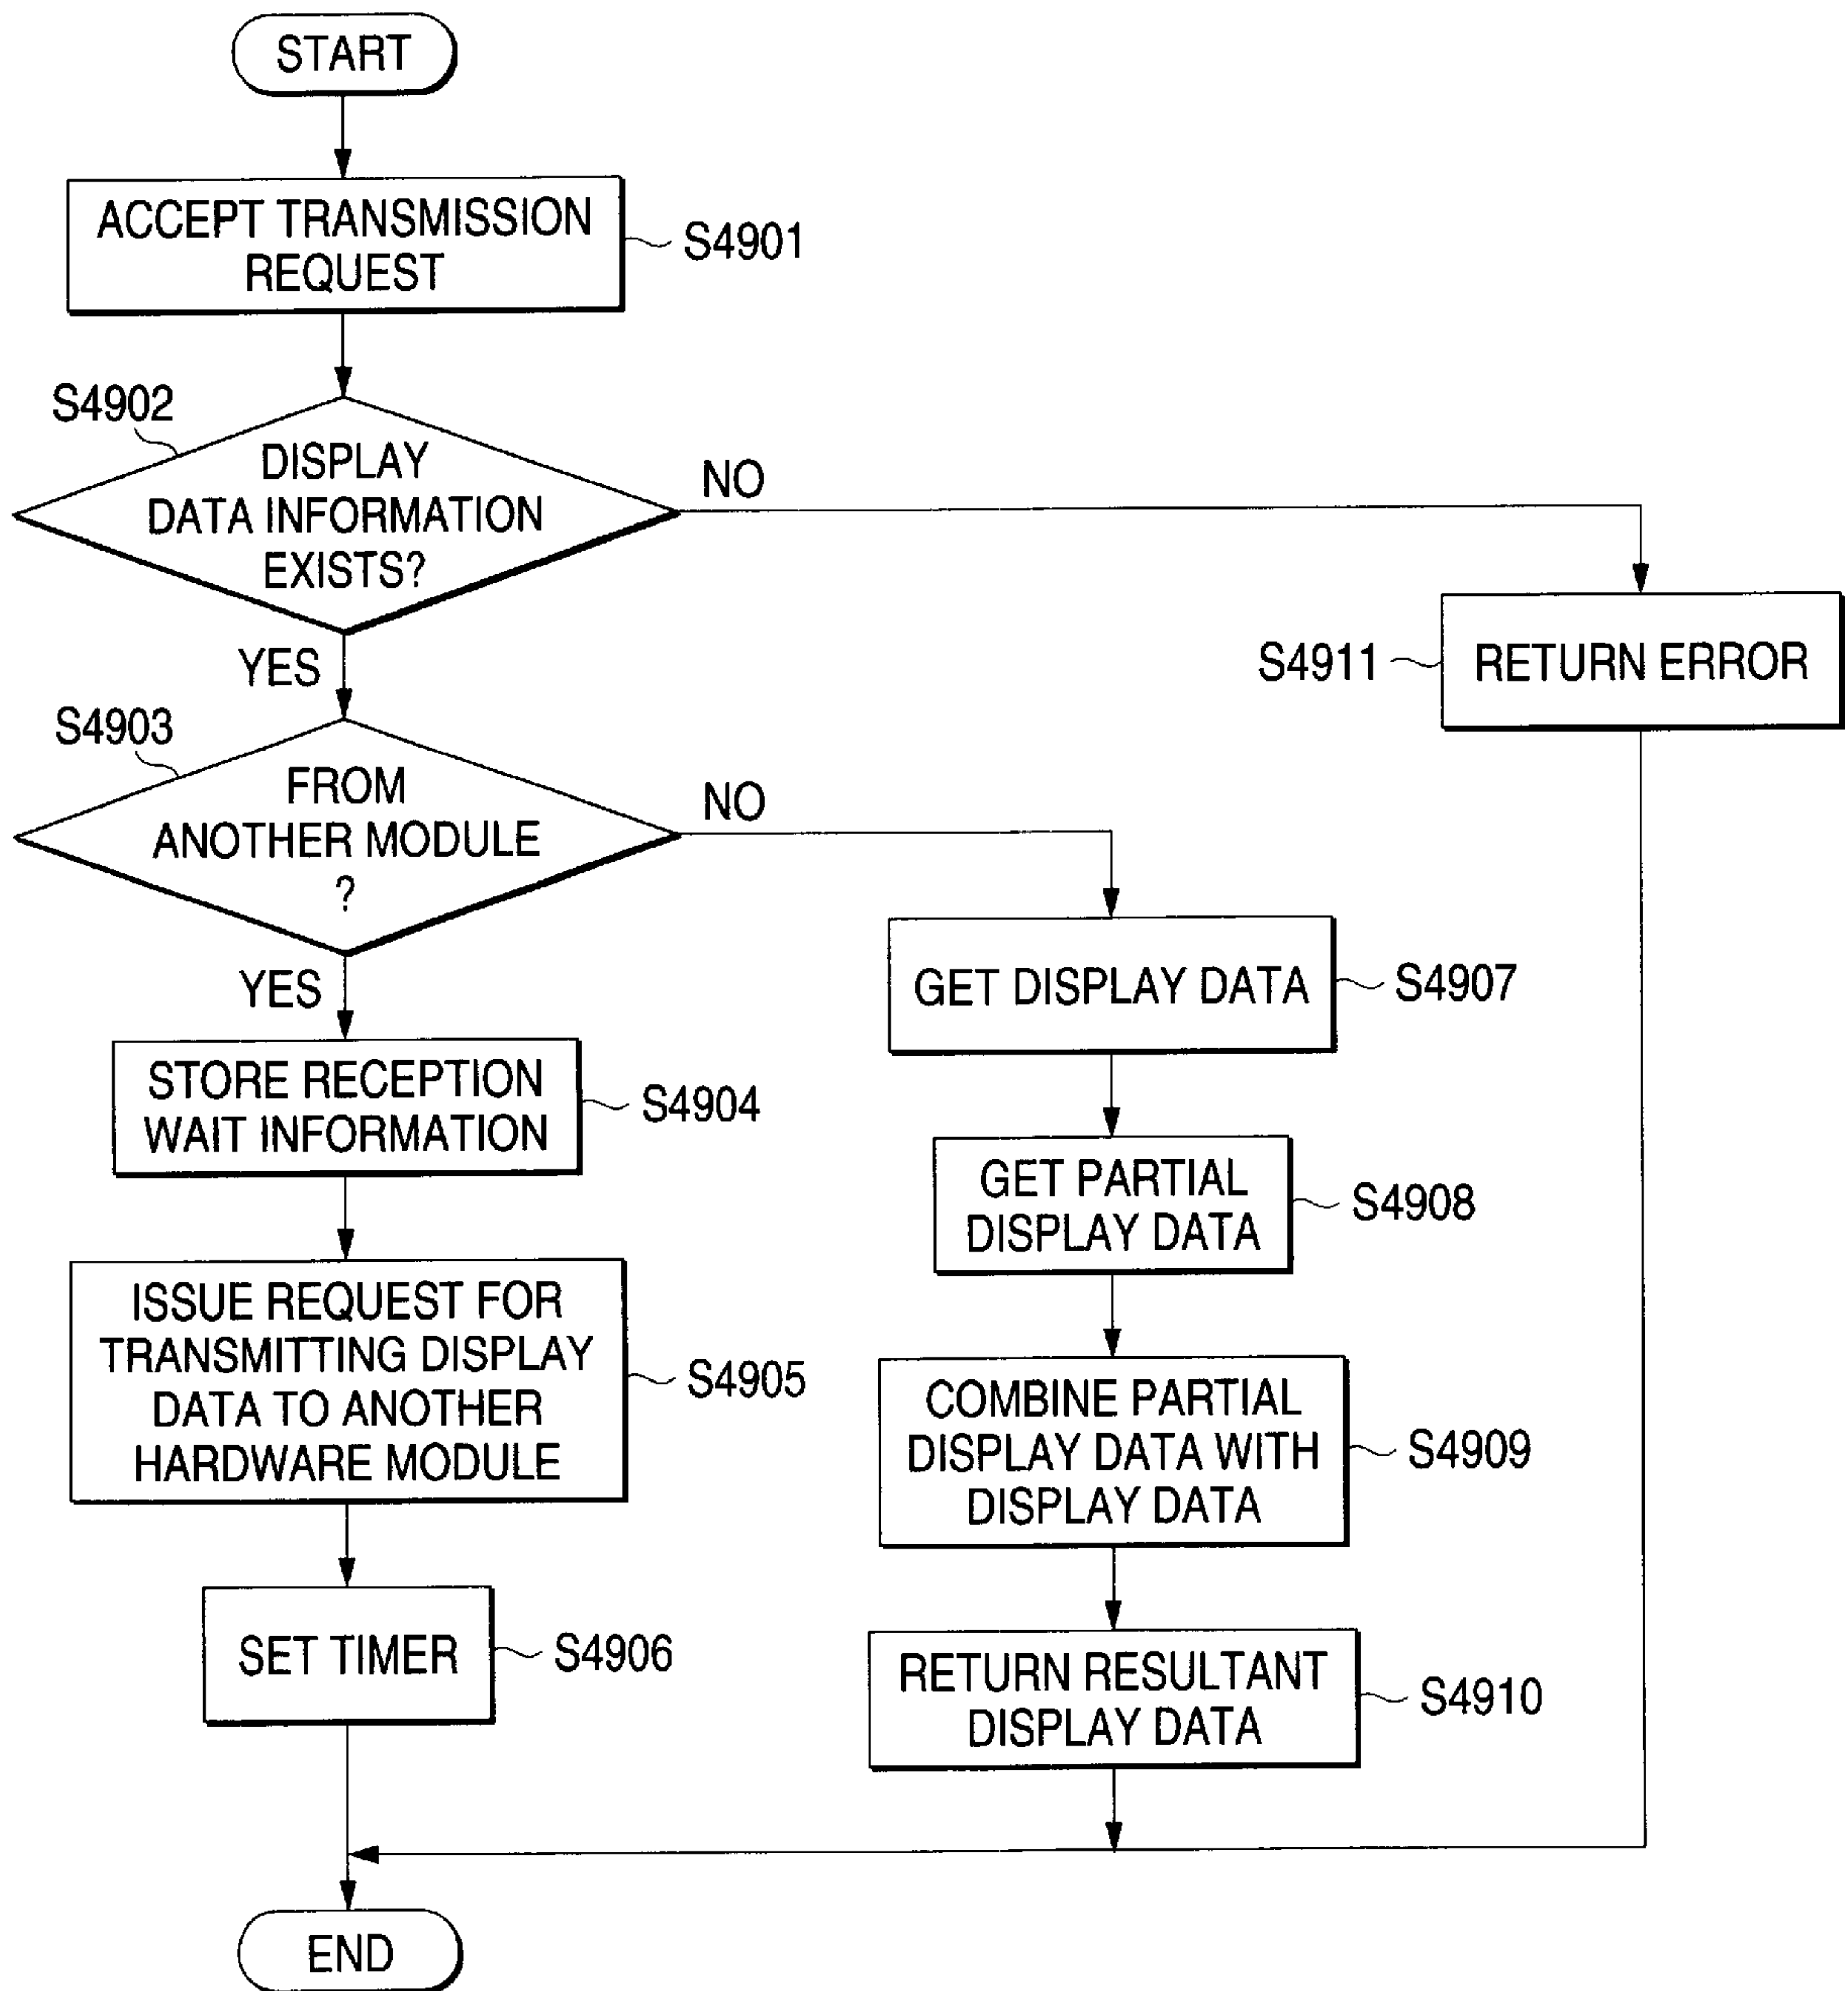 START
ACCEPT TRANSMISSION
REQUEST
S4901
S4902
DISPLAY
DATA INFORMATION
EXISTS?
NO
YES
S4911
RETURN ERROR
S4903
FROM
ANOTHER MODULE
?
NO
YES
GET DISPLAY DATA
S4907
STORE RECEPTION
WAIT INFORMATION
S4904
GET PARTIAL
DISPLAY DATA
S4908
ISSUE REQUEST FOR
TRANSMITTING DISPLAY
DATA TO ANOTHER
HARDWARE MODULE
S4905
COMBINE PARTIAL
DISPLAY DATA WITH
DISPLAY DATA
S4909
SET TIMER
S4906
RETURN RESULTANT
DISPLAY DATA
S4910
END